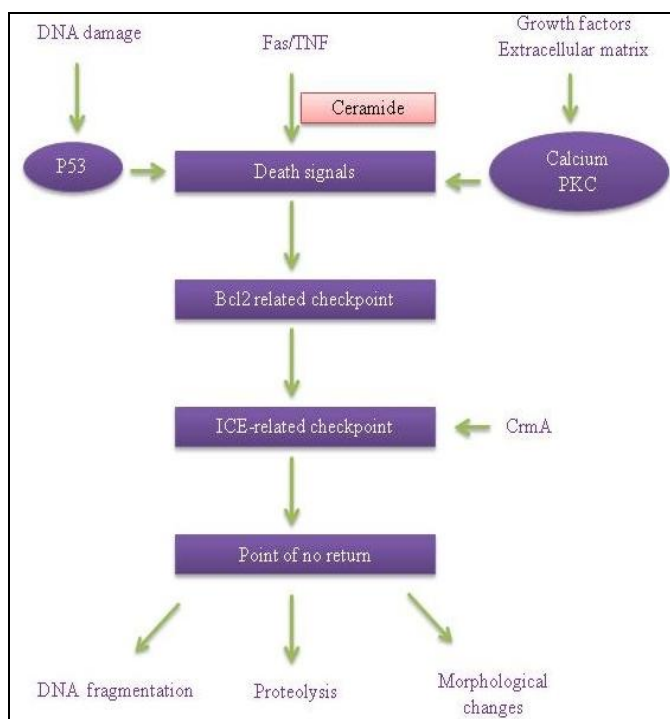 DNA damage
Fas/TNF
Growth factors
Extracellular matrix
Ceramide
P53
Death signals
Calcium
PKC
Bcl2 related checkpoint
ICE-related checkpoint
CrmA
Point of no return
DNA fragmentation
Proteolysis
Morphological
changes